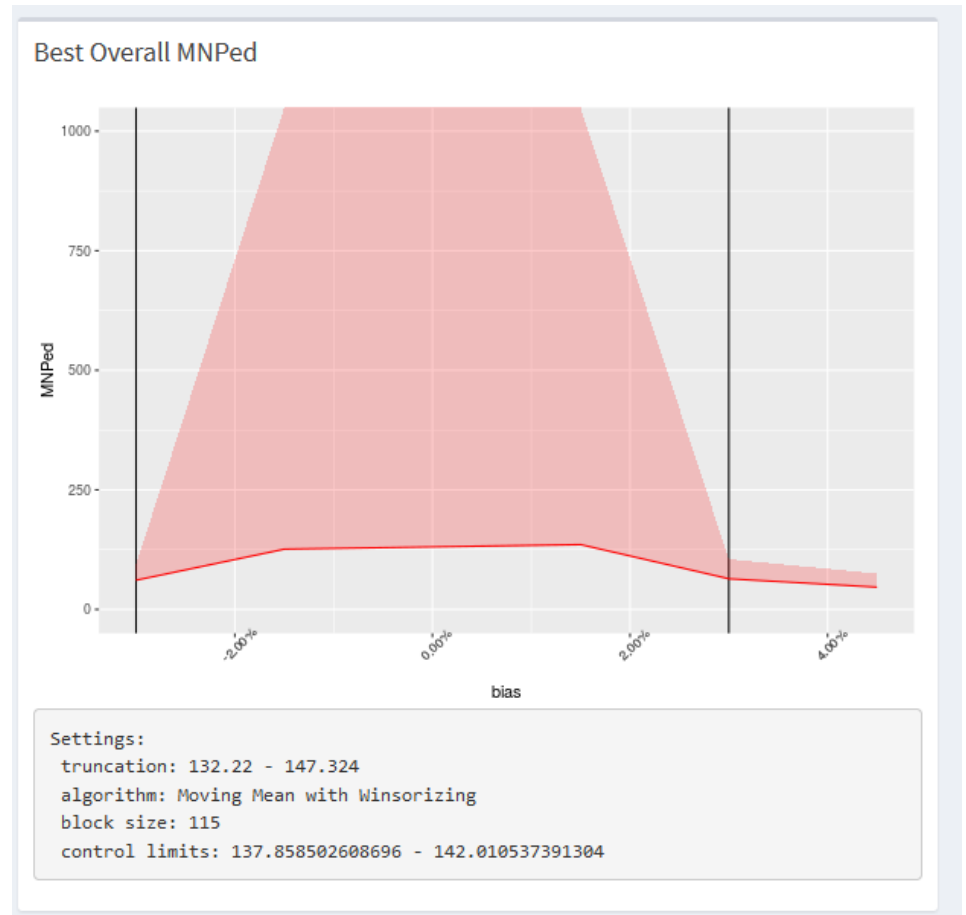 Best Overall MNPed
1000
750
500
250
0
MNPed
-2.00%
0.00%
2.00%
4.00%
bias
Settings:
truncation: 132.22 - 147.324
algorithm: Moving Mean with Winsorizing
block size: 115
control limits: 137.858502608696 - 142.010537391304